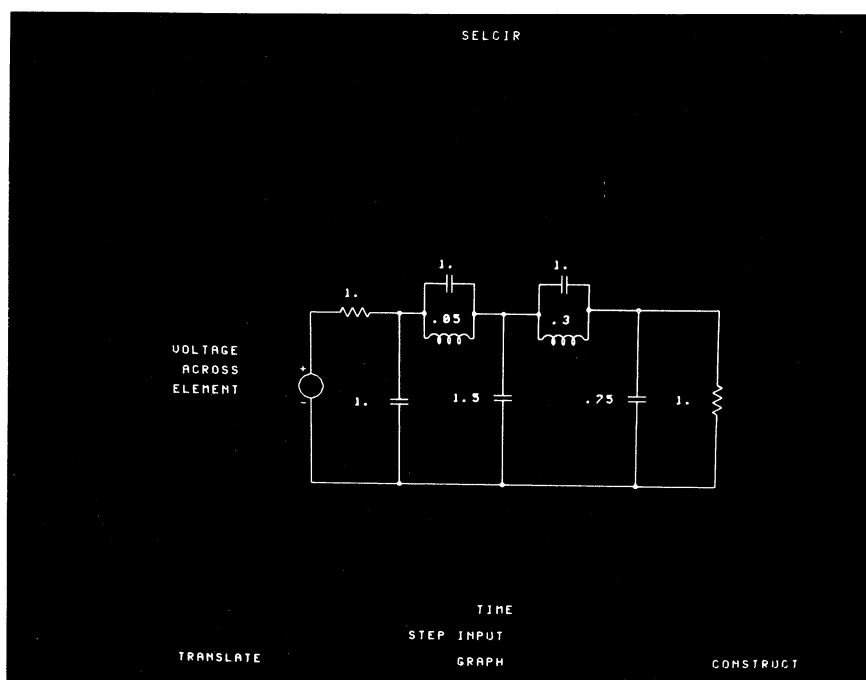 SELCIR
1. 1.
1.
.05 .3
VOLTAGE
ACROSS
ELEMENT
+
-
1. 1.5 .75 1.
TIME
STEP INPUT
TRANSLATE GRAPH CONSTRUCT